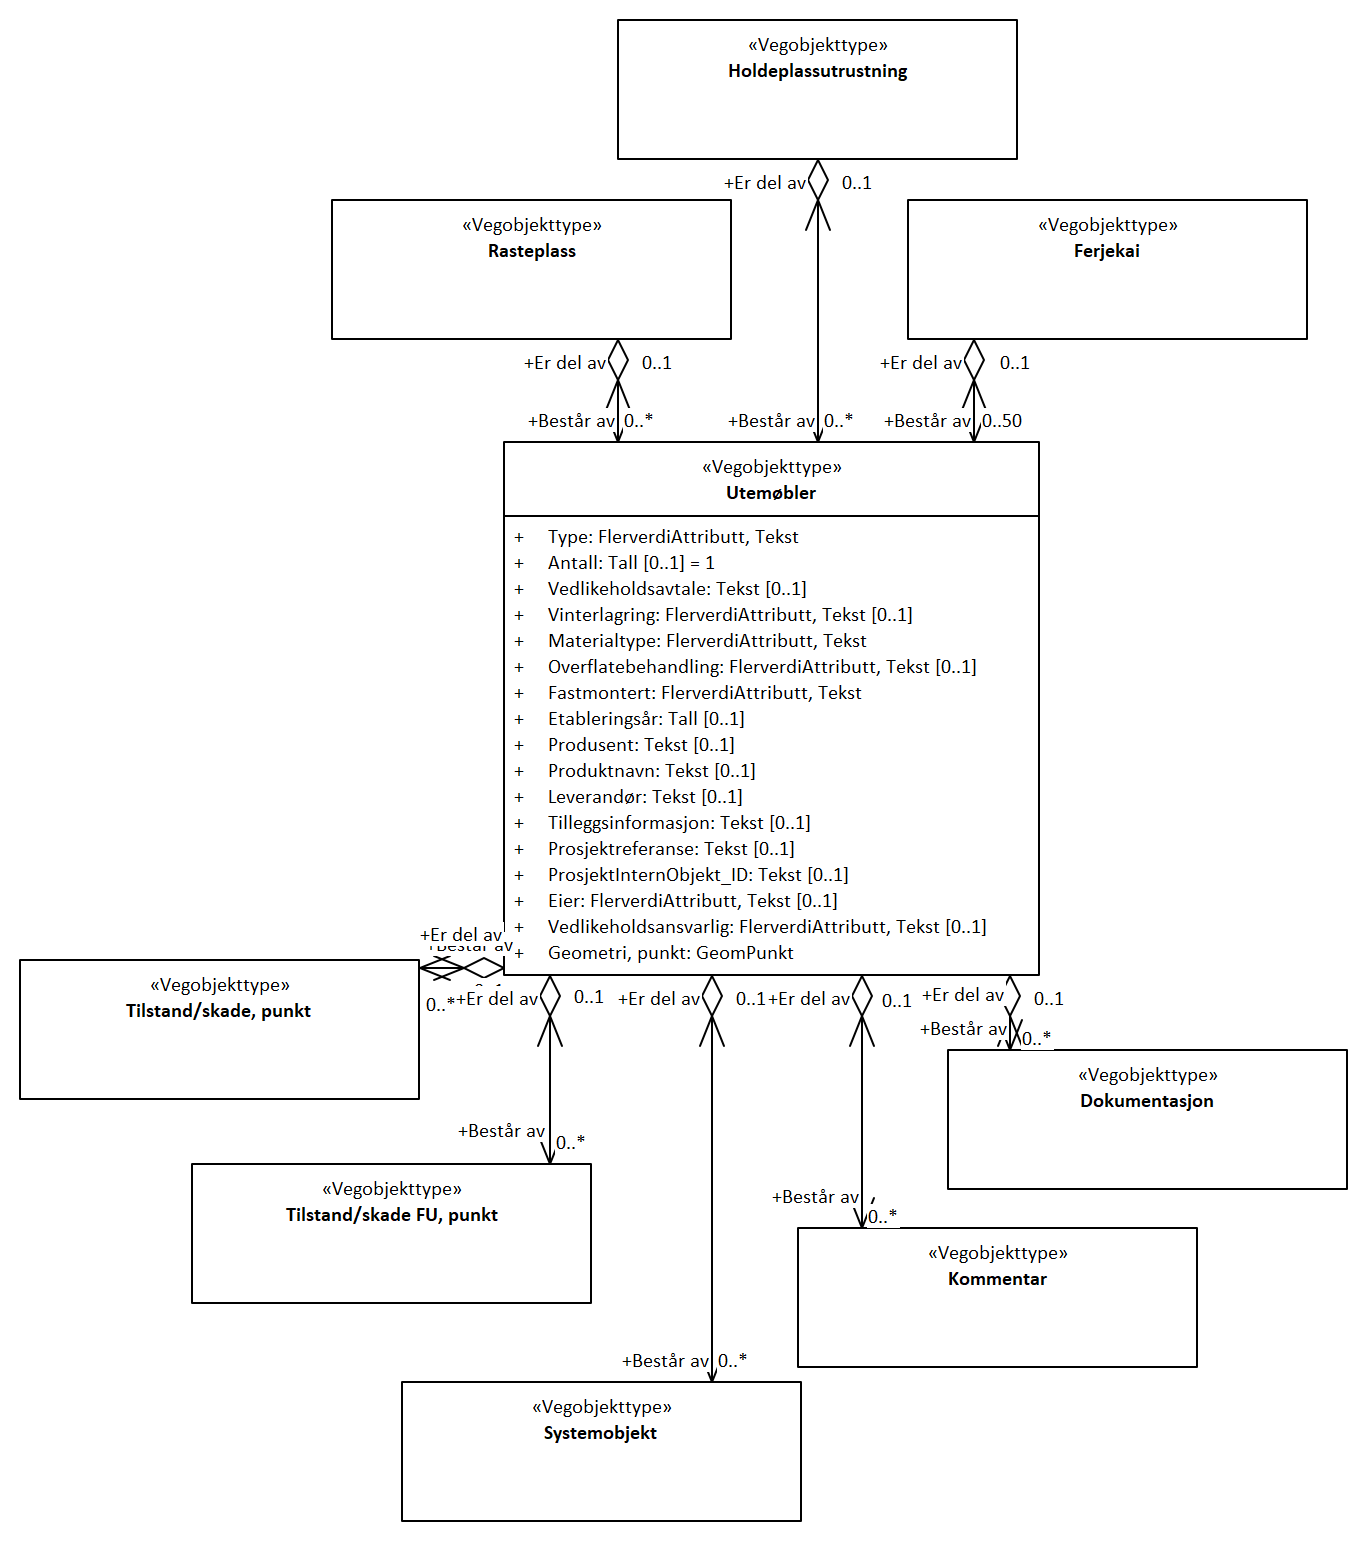 «Vegobjekttype»
Holdeplassutrustning
+Er del av 0..1
«Vegobjekttype»
Rasteplass
«Vegobjekttype»
Ferjekai
+Er del av 0..1
+Er del av 0..1
+Består av 0..*
+Består av 0..*
+Består av 0..50
«Vegobjekttype»
Utemøbler
+ Type: FlerverdiAttributt, Tekst
+ Antall: Tall [0..1] = 1
+ Vedlikeholdsavtale: Tekst [0..1]
+ Vinterlagring: FlerverdiAttributt, Tekst [0..1]
+ Materialtype: FlerverdiAttributt, Tekst
+ Overflatebehandling: FlerverdiAttributt, Tekst [0..1]
+ Fastmontert: FlerverdiAttributt, Tekst
+ Etableringsår: Tall [0..1]
+ Produsent: Tekst [0..1]
+ Produktnavn: Tekst [0..1]
+ Leverandør: Tekst [0..1]
+ Tilleggsinformasjon: Tekst [0..1]
+ Prosjektreferanse: Tekst [0..1]
+ ProsjektInternObjekt_ID: Tekst [0..1]
+ Eier: FlerverdiAttributt, Tekst [0..1]
+ Vedlikeholdsansvarlig: FlerverdiAttributt, Tekst [0..1]
+ Geometri, punkt: GeomPunkt
+Er del av
+Består av
0..*
«Vegobjekttype»
Tilstand/skade, punkt
+Er del av 0..1
+Er del av 0..1
+Er del av 0..1
+Er del av 0..1
+Består av 0..*
«Vegobjekttype»
Dokumentasjon
+Består av 0..*
«Vegobjekttype»
Tilstand/skade FU, punkt
+Består av 0..*
«Vegobjekttype»
Kommentar
+Består av 0..*
«Vegobjekttype»
Systemobjekt